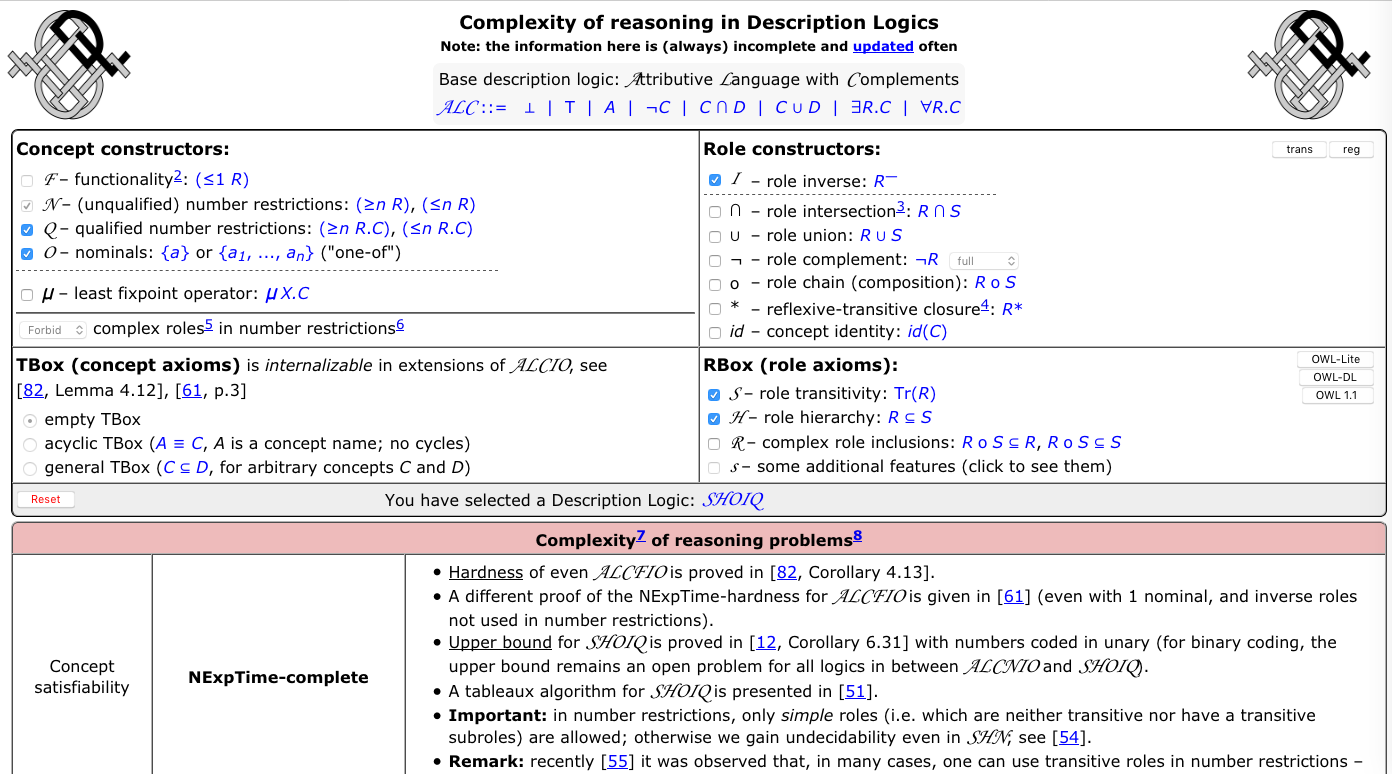 Complexity of reasoning in Description Logics
Note: the information here is (always) incomplete and updated often
Base description logic: Attributive Language with Complements
ALC ::= ⊥ | T | A | ¬C | C ∩ D | C ∪ D | ∃R.C | ∀R.C
Concept constructors:
F – functionality2: (≤1 R)
N – (unqualified) number restrictions: (≥n R), (≤n R)
Q – qualified number restrictions: (≥n R.C), (≤n R.C)
O – nominals: {a} or {a1, ..., an} ("one-of")
μ – least fixpoint operator: μ X.C
Forbid complex roles5 in number restrictions6
Role constructors:
trans reg
I – role inverse: R–
∩ – role intersection3: R ∩ S
∪ – role union: R ∪ S
¬ – role complement: ¬R full
o – role chain (composition): R o S
* – reflexive-transitive closure4: R*
id – concept identity: id(C)
TBox (concept axioms) is internalizable in extensions of ALCIO, see
[82, Lemma 4.12], [61, p.3]
empty TBox
acyclic TBox (A ≡ C, A is a concept name; no cycles)
general TBox (C ⊆ D, for arbitrary concepts C and D)
RBox (role axioms):
OWL-Lite
OWL-DL
OWL 1.1
S – role transitivity: Tr(R)
H – role hierarchy: R ⊆ S
R – complex role inclusions: R o S ⊆ R, R o S ⊆ S
s – some additional features (click to see them)
Reset
You have selected a Description Logic: SHOIQ
Complexity7 of reasoning problems8
Concept
satisfiability
NExpTime-complete
• Hardness of even ALCFIO is proved in [82, Corollary 4.13].
• A different proof of the NExpTime-hardness for ALCFIO is given in [61] (even with 1 nominal, and inverse roles
not used in number restrictions).
• Upper bound for SHOIQ is proved in [12, Corollary 6.31] with numbers coded in unary (for binary coding, the
upper bound remains an open problem for all logics in between ALCNIO and SHOIQ).
• A tableaux algorithm for SHOIQ is presented in [51].
• Important: in number restrictions, only simple roles (i.e. which are neither transitive nor have a transitive
subroles) are allowed; otherwise we gain undecidability even in SHN; see [54].
• Remark: recently [55] it was observed that, in many cases, one can use transitive roles in number restrictions –